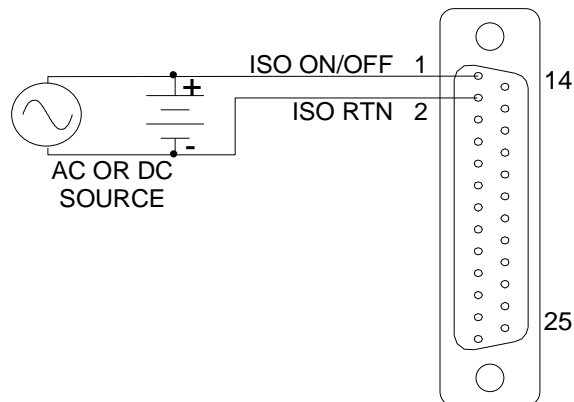 ISO ON/OFF 1
14
ISO RTN 2
+
-
AC OR DC
SOURCE
25